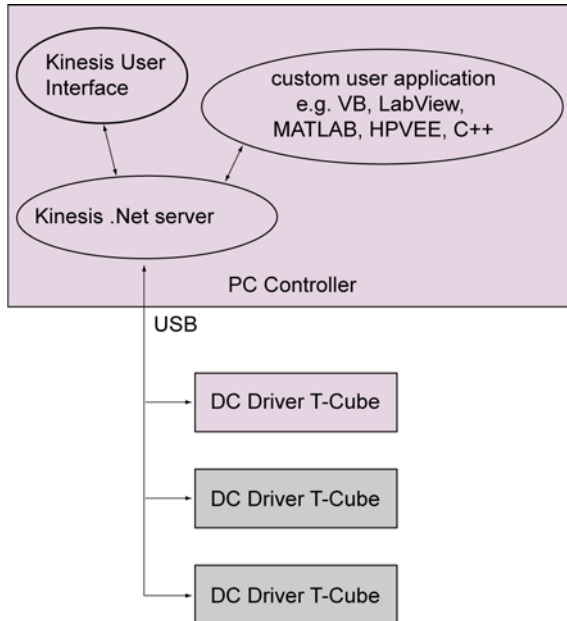 Kinesis User
Interface
custom user application
e.g. VB, LabView,
MATLAB, HPVEE, C++
Kinesis .Net server
PC Controller
USB
DC Driver T-Cube
DC Driver T-Cube
DC Driver T-Cube